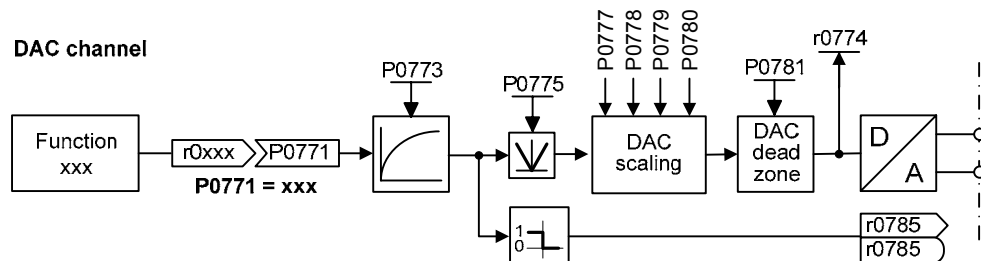 DAC channel
P0777
P0778
P0779
P0780
r0774
P0773
P0775
P0781
Function
xxx
r0xxx
P0771
P0771 = xxx
DAC
scaling
DAC
dead
zone
D
A
1
0
r0785
r0785